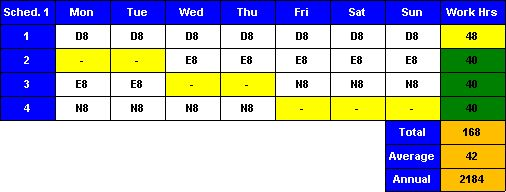 Sched. 1 Mon Tue Wed Thu Fri Sat Sun Work Hrs
1 D8 D8 D8 D8 D8 D8 D8 48
2 - - E8 E8 E8 E8 E8 40
3 E8 E8 - - N8 N8 N8 40
4 N8 N8 N8 N8 - - - 40
Total 168
Average 42
Annual 2184